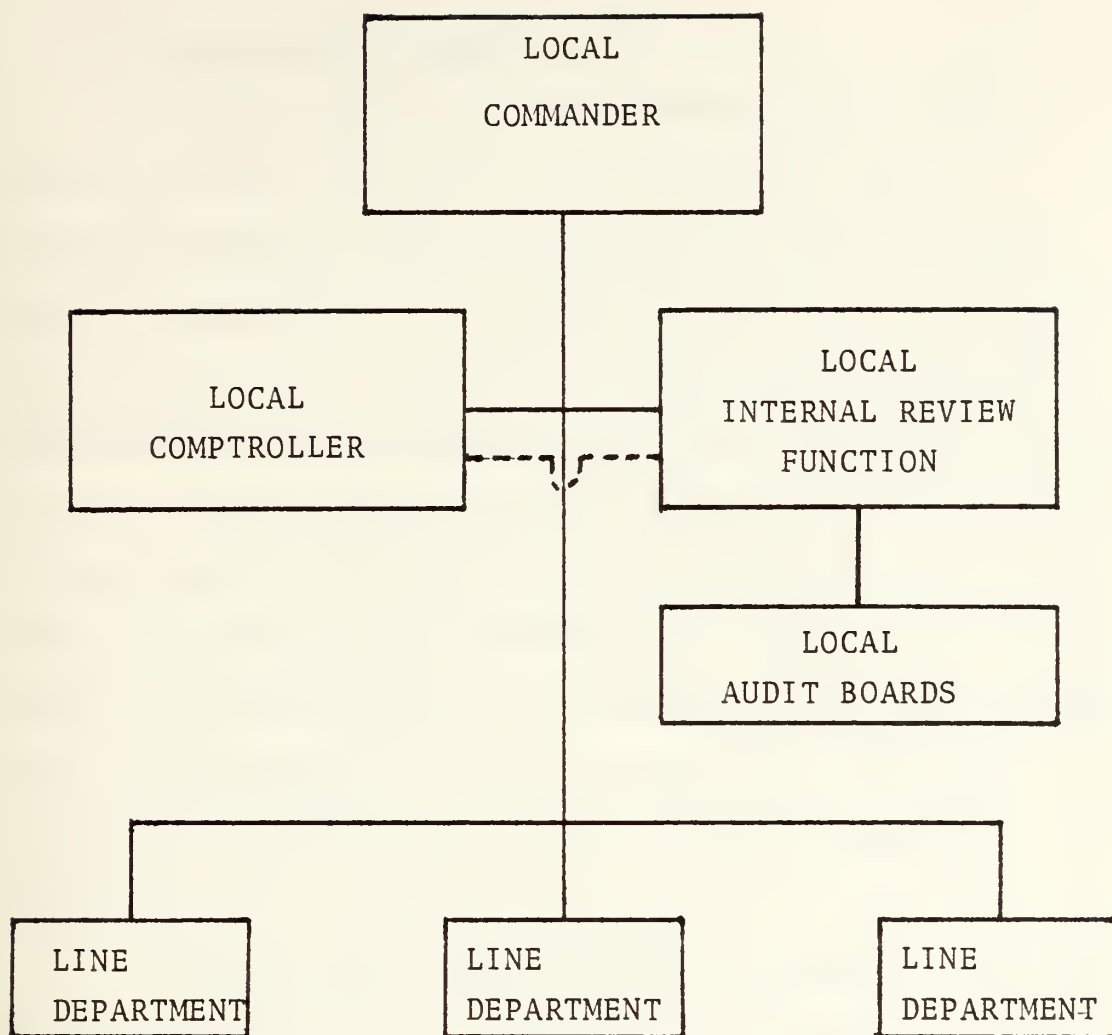 LOCAL
COMMANDER
LOCAL
COMPTROLLER
LOCAL
INTERNAL REVIEW
FUNCTION
LOCAL
AUDIT BOARDS
LINE
DEPARTMENT
LINE
DEPARTMENT
LINE
DEPARTMENT